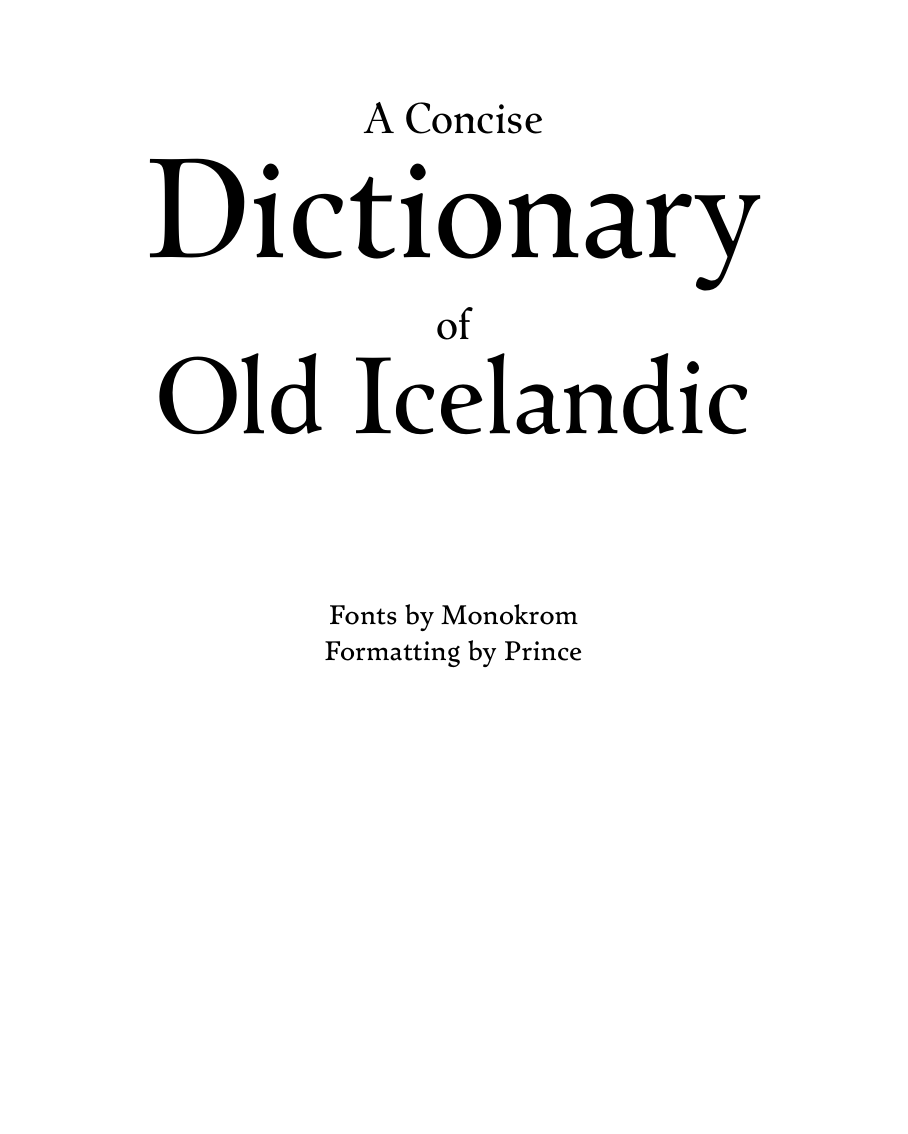 A Concise
Dictionary
of
Old Icelandic
Fonts by Monokrom
Formatting by Prince